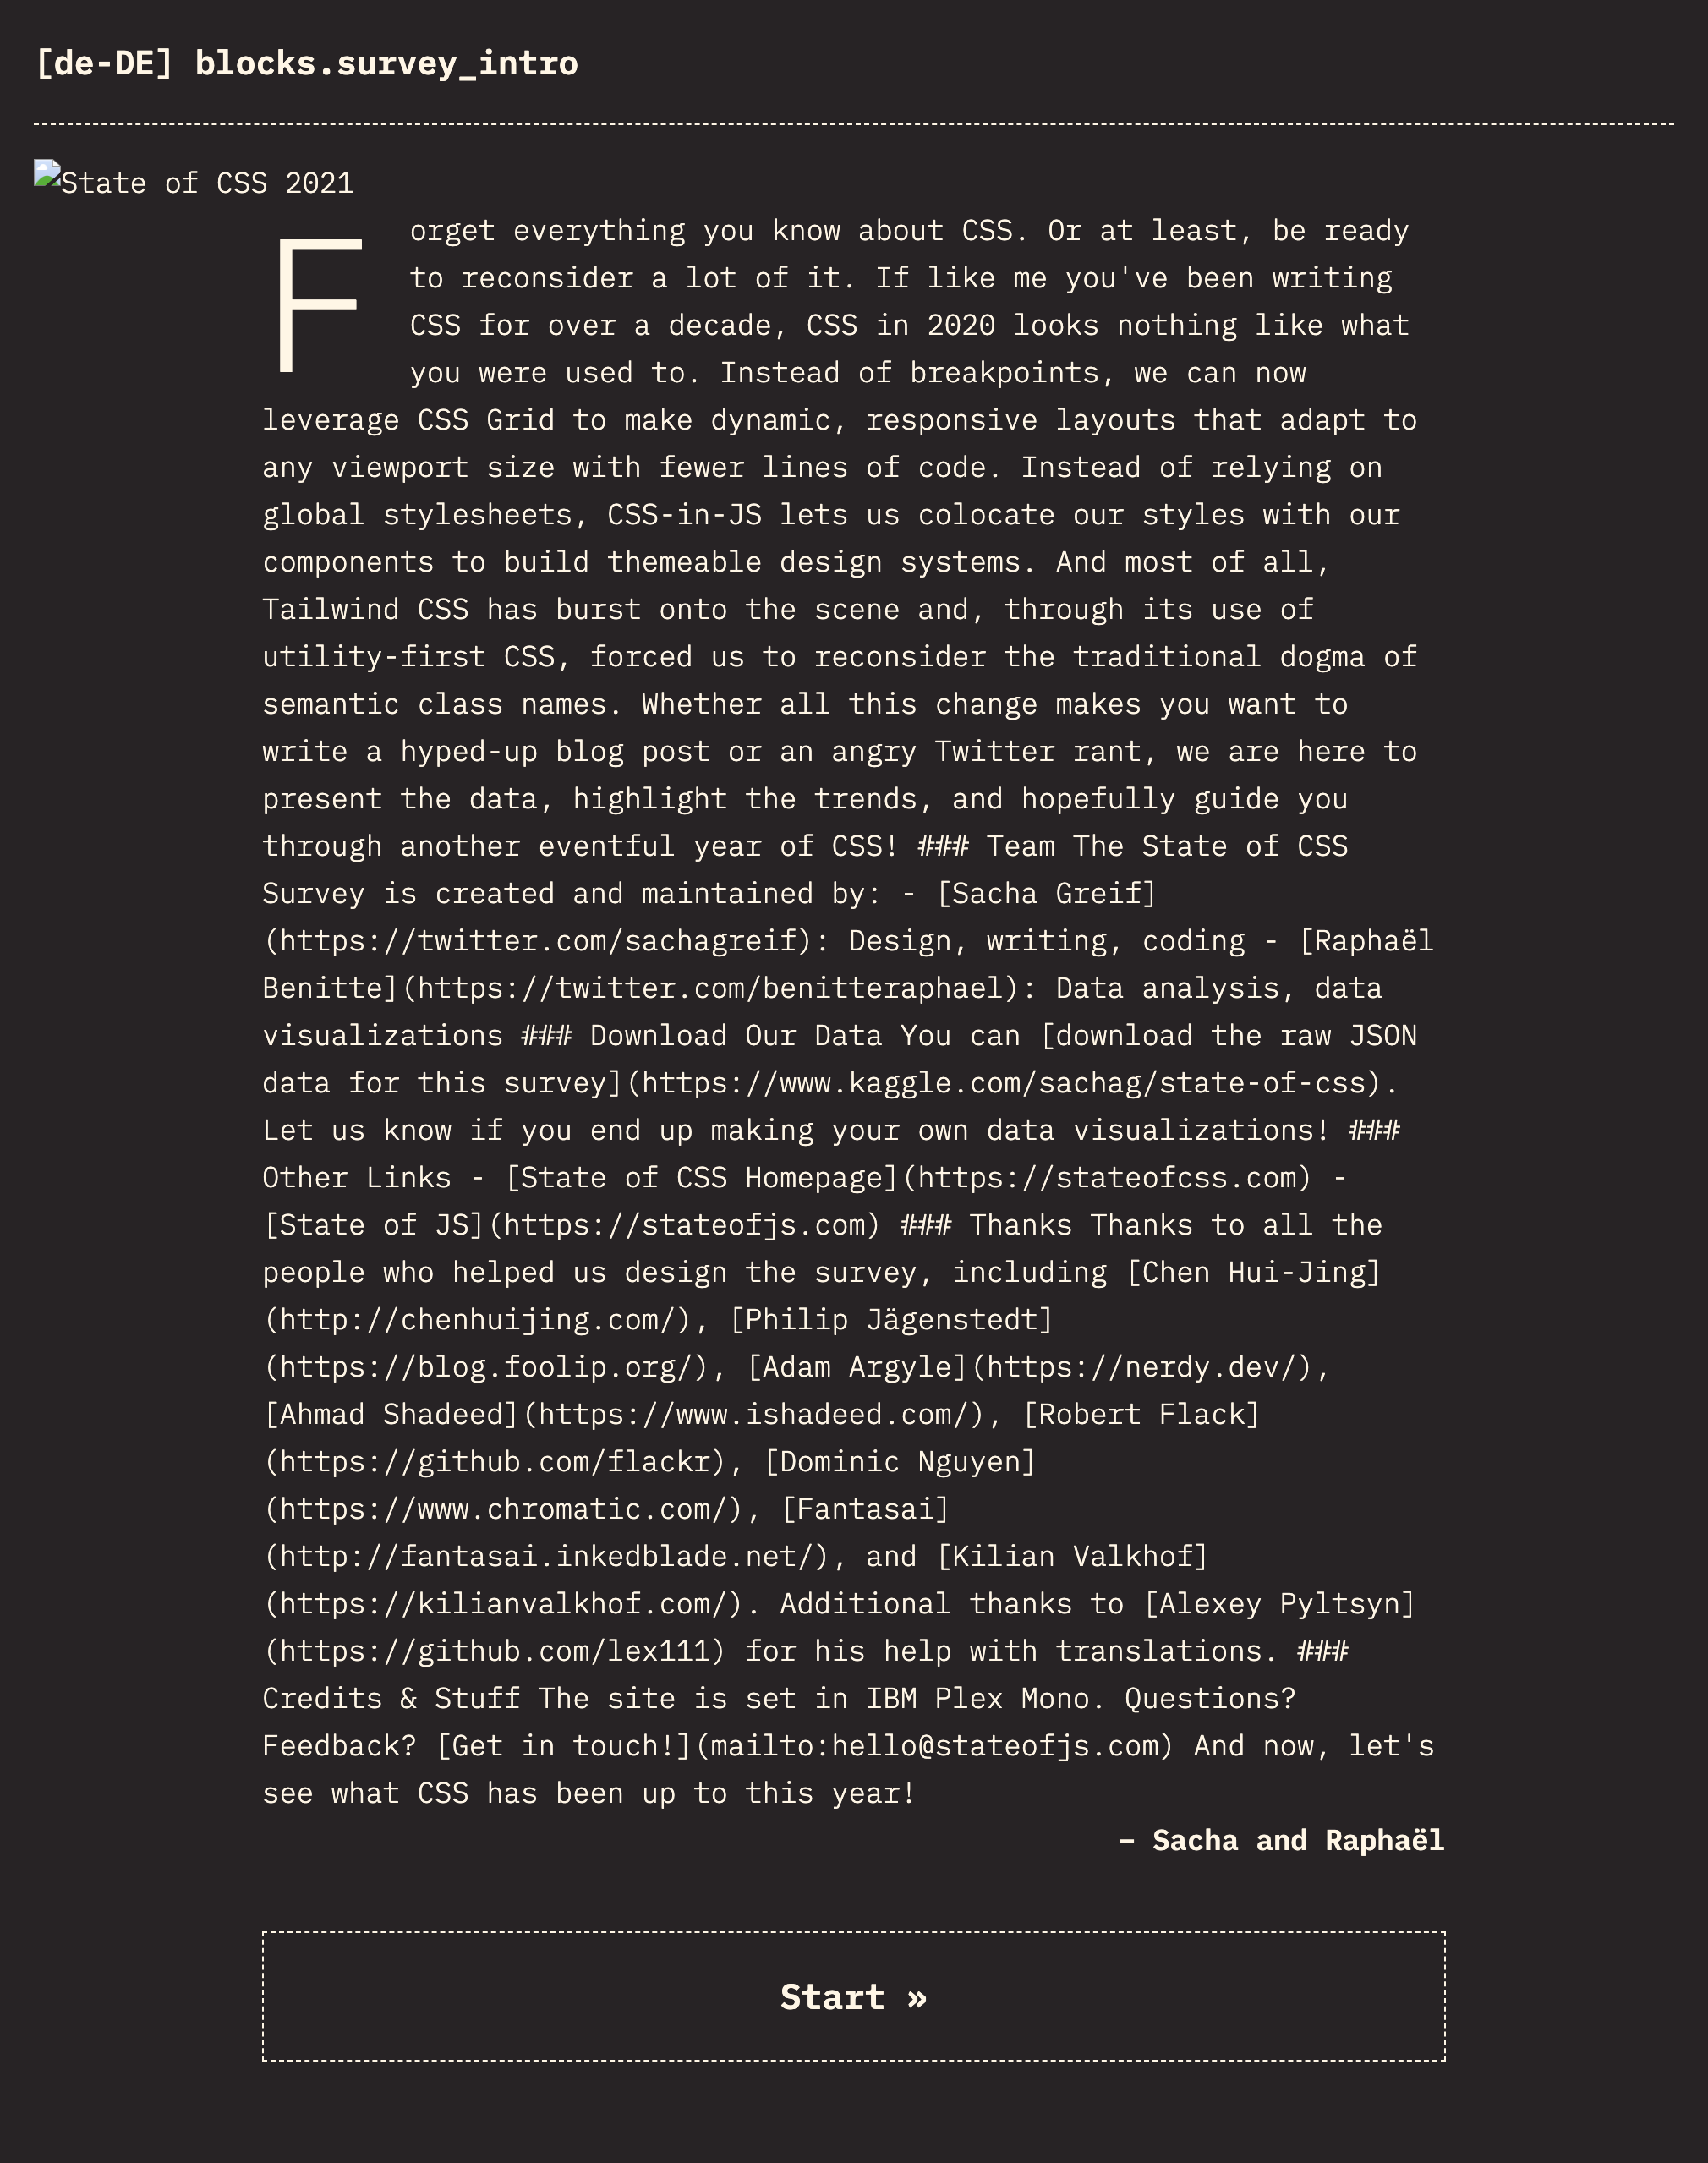 [de-DE] blocks.survey_intro
State of CSS 2021
Forget everything you know about CSS. Or at least, be ready
to reconsider a lot of it. If like me you've been writing
CSS for over a decade, CSS in 2020 looks nothing like what
you were used to. Instead of breakpoints, we can now
leverage CSS Grid to make dynamic, responsive layouts that adapt to
any viewport size with fewer lines of code. Instead of relying on
global stylesheets, CSS-in-JS lets us colocate our styles with our
components to build themeable design systems. And most of all,
Tailwind CSS has burst onto the scene and, through its use of
utility-first CSS, forced us to reconsider the traditional dogma of
semantic class names. Whether all this change makes you want to
write a hyped-up blog post or an angry Twitter rant, we are here to
present the data, highlight the trends, and hopefully guide you
through another eventful year of CSS! ### Team The State of CSS
Survey is created and maintained by: - [Sacha Greif]
(https://twitter.com/sachagreif): Design, writing, coding - [Raphaël
Benitte](https://twitter.com/benitteraphael): Data analysis, data
visualizations ### Download Our Data You can [download the raw JSON
data for this survey](https://www.kaggle.com/sachag/state-of-css).
Let us know if you end up making your own data visualizations! ###
Other Links - [State of CSS Homepage](https://stateofcss.com) -
[State of JS](https://stateofjs.com) ### Thanks Thanks to all the
people who helped us design the survey, including [Chen Hui-Jing]
(http://chenhuijing.com/), [Philip Jägenstedt]
(https://blog.foolip.org/), [Adam Argyle](https://nerdy.dev/),
[Ahmad Shadeed](https://www.ishadeed.com/), [Robert Flack]
(https://github.com/flackr), [Dominic Nguyen]
(https://www.chromatic.com/), [Fantasai]
(http://fantasai.inkedblade.net/), and [Kilian Valkhof]
(https://kilianvalkhof.com/). Additional thanks to [Alexey Pyltsyn]
(https://github.com/lex111) for his help with translations. ###
Credits & Stuff The site is set in IBM Plex Mono. Questions?
Feedback? [Get in touch!](mailto:hello@stateofjs.com) And now, let's
see what CSS has been up to this year!
– Sacha and Raphaël
Start »